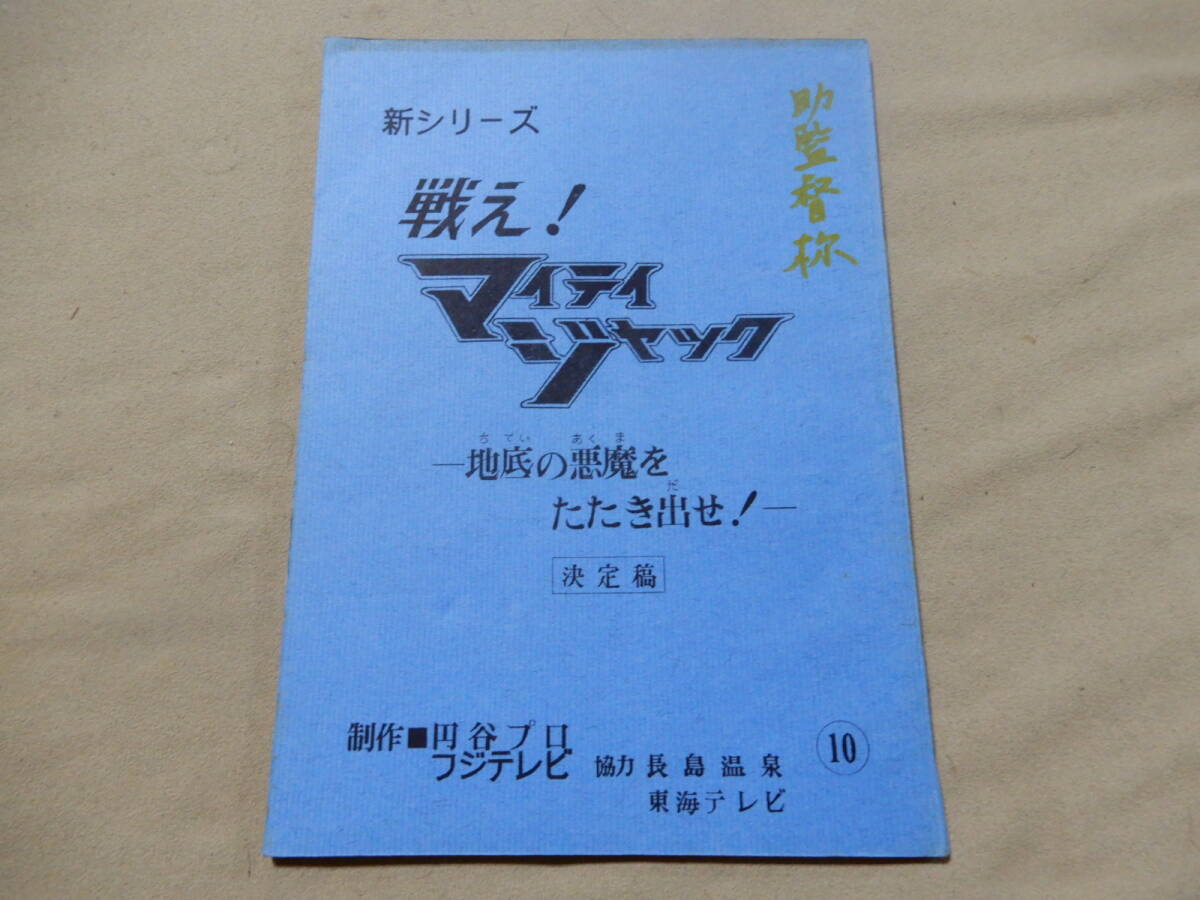 新シリーズ
助監督
戦え!
マイティ
ジャック
ちてい あくま
—地底の悪魔を
だ
たたき出せ!—
決定稿
制作■円谷プロ
フジテレビ
協力 長島温泉
東海テレビ
10